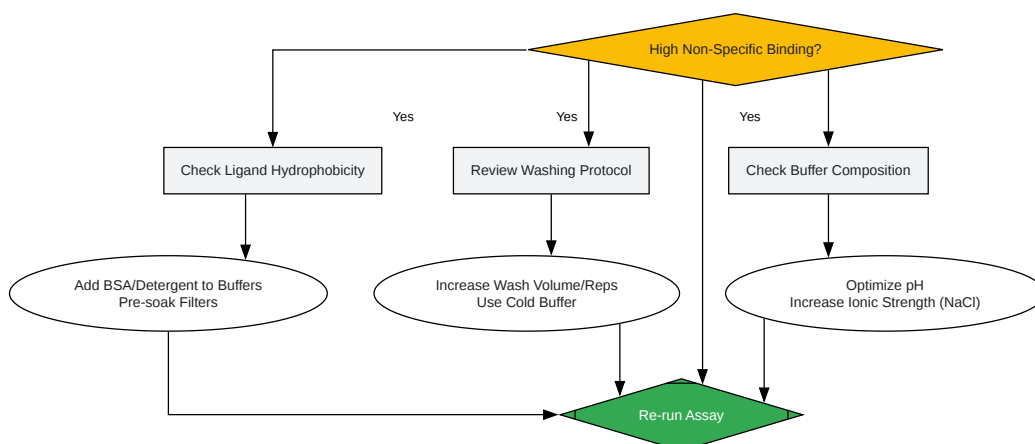 High Non-Specific Binding?
Yes
Yes
Yes
Check Ligand Hydrophobicity
Review Washing Protocol
Check Buffer Composition
Add BSA/Detergent to Buffers
Pre-soak Filters
Increase Wash Volume/Reps
Use Cold Buffer
Optimize pH
Increase Ionic Strength (NaCl)
Re-run Assay